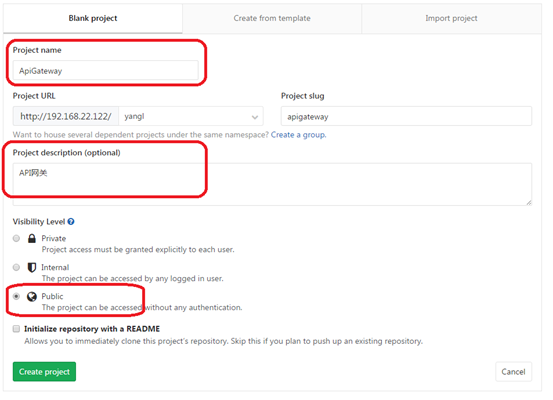 Blank project
Create from template
Import project
Project name
ApiGateway
Project URL
Project slug
http://192.168.22.122/
yangl
apigateway
Want to house several dependent projects under the same namespace? Create a group.
Project description (optional)
API网关
Visibility Level
Private
Project access must be granted explicitly to each user.
Internal
The project can be accessed by any logged in user.
Public
The project can be accessed without any authentication.
Initialize repository with a README
Allows you to immediately clone this project's repository. Skip this if you plan to push up an existing repository.
Create project
Cancel